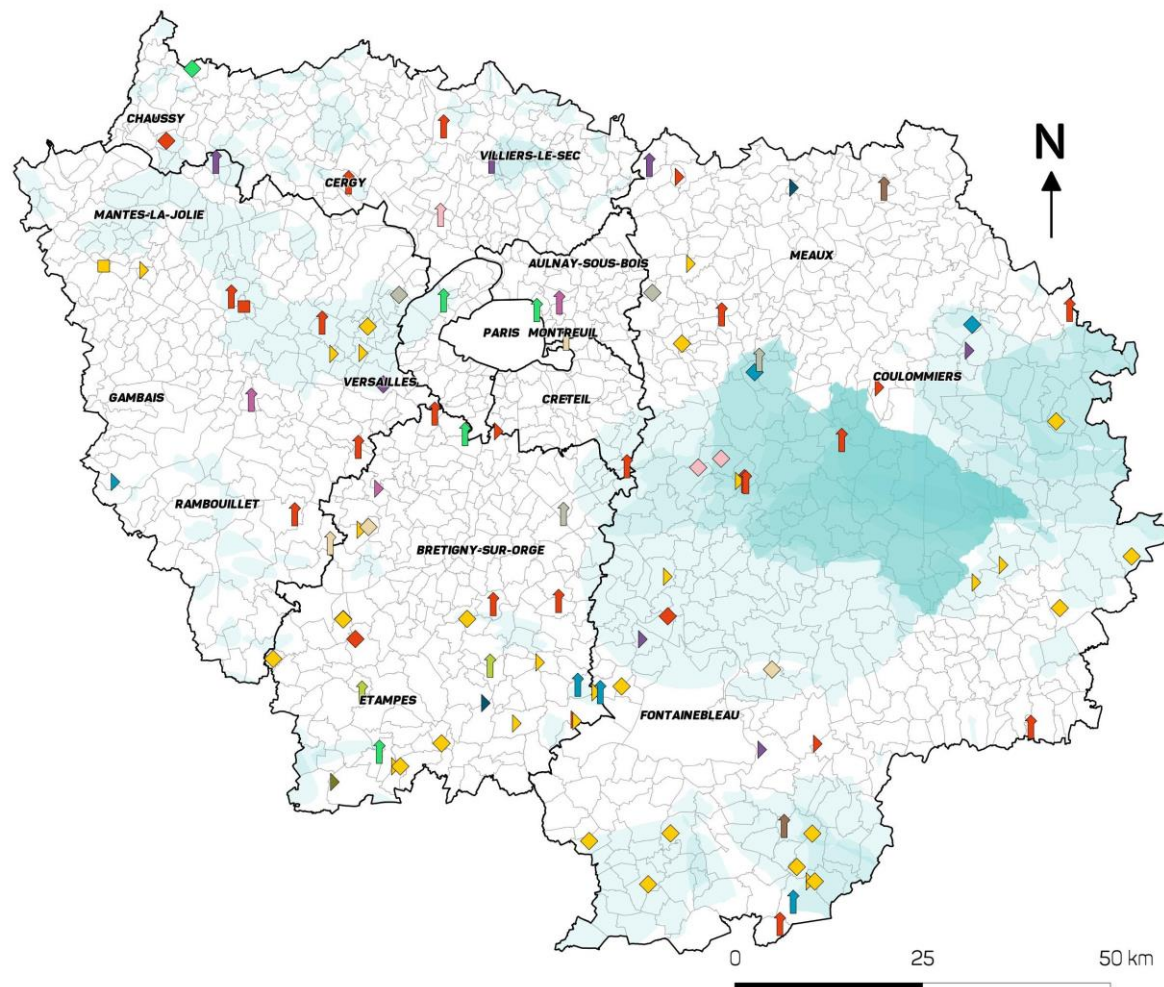 N
CHAUSSY
VILLIERS-LE-SEC
CERGY
MANTES-LA-JOLIE
MEAUX
AULNAY-SOUS-BOIS
PARIS MONTREUIL
COULOMMIERS
VERSAILLES
GAMBAIS
CRETEIL
RAMBOUILLET
BRETIGNY-SUR-ORGE
ETAMPES
FONTAINEBLEAU
0 25 50 km